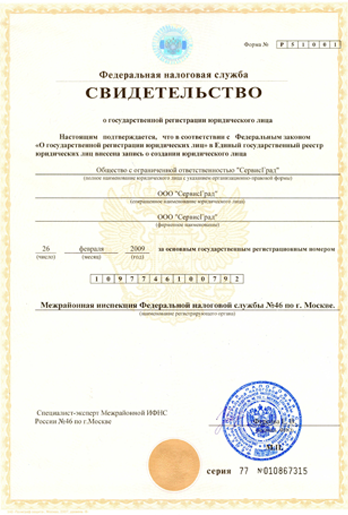 Форма № Р 5 1 0 0 1
Федеральная налоговая служба
СВИДЕТЕЛЬСТВО
о государственной регистрации юридического лица
Настоящим подтверждается, что в соответствии с Федеральным законом
«О государственной регистрации юридических лиц» в Единый государственный реестр
юридических лиц внесена запись о создании юридического лица
Общество с ограниченной ответственностью "СервисГрад"
(полное наименование юридического лица с указанием организационно-правовой формы)
ООО "СервисГрад"
(сокращенное наименование юридического лица)
ООО "СервисГрад"
(фирменное наименование)
26 февраля 2009 за основным государственным регистрационным номером
(число) (месяц) (год)
1 0 9 7 7 4 6 1 0 0 7 9 2
Межрайонная инспекция Федеральной налоговой службы №46 по г. Москве.
(наименование регистрирующего органа)
Специалист-эксперт Межрайонной ИФНС
России №46 по г.Москве
серия 77 №010867315